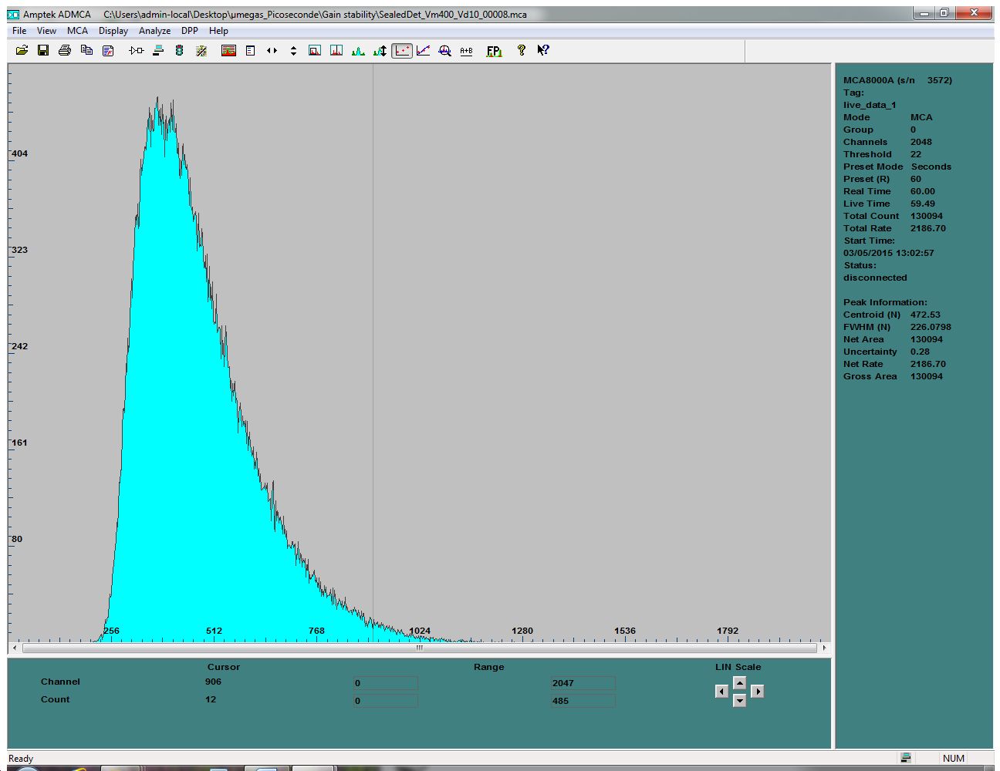 Amptek ADMCA C:\Users\admin-local\Desktop\µmegas_Picoseconde\Gain stability\SealedDet_Vm400_Vd10_00008.mca
File View MCA Display Analyze DPP Help
A+B FP ? ?
404
323
242
161
80
256 512 768 1024 1280 1536 1792
MCA8000A (s/n 3572)
Tag:
live_data_1
Mode MCA
Group 0
Channels 2048
Threshold 22
Preset Mode Seconds
Preset (R) 60
Real Time 60.00
Live Time 59.49
Total Count 130094
Total Rate 2186.70
Start Time:
03/05/2015 13:02:57
Status:
disconnected
Peak Information:
Centroid (N) 472.53
FWHM (N) 226.0798
Net Area 130094
Uncertainty 0.28
Net Rate 2186.70
Gross Area 130094
Cursor Range LIN Scale
Channel 906 0 2047
Count 12 0 485
Ready NUM